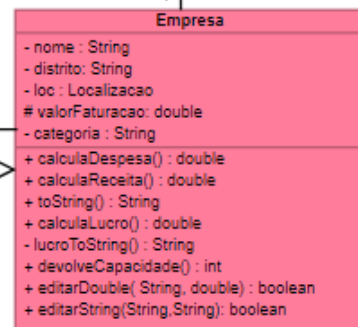 Empresa
- nome : String
- distrito: String
- loc : Localizacao
# valorFaturacao: double
- categoria : String
+ calculaDespesa() : double
+ calculaReceita() : double
+ toString() : String
+ calculaLucro() : double
- lucroToString() : String
+ devolveCapacidade() : int
+ editarDouble( String, double) : boolean
+ editarString(String,String): boolean